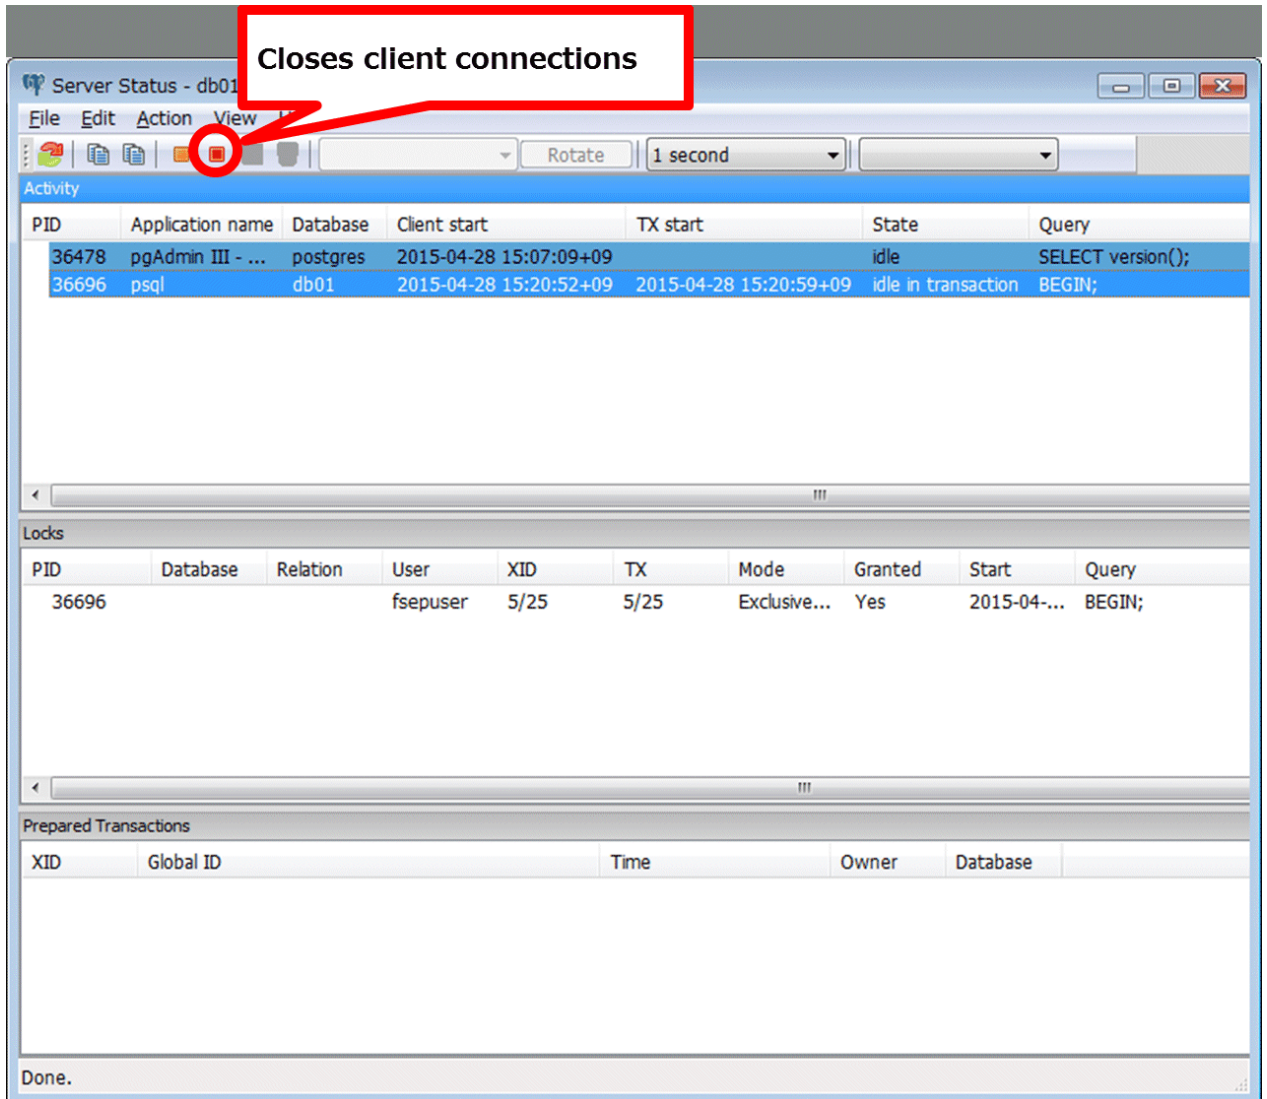 Closes client connections
Server Status - db01
File Edit Action View
Rotate 1 second
Activity
PID Application name Database Client start TX start State Query
36478 pgAdmin III - ... postgres 2015-04-28 15:07:09+09 idle SELECT version();
36696 psql db01 2015-04-28 15:20:52+09 2015-04-28 15:20:59+09 idle in transaction BEGIN;
Locks
PID Database Relation User XID TX Mode Granted Start Query
36696 fsepuser 5/25 5/25 Exclusive... Yes 2015-04-... BEGIN;
Prepared Transactions
XID Global ID Time Owner Database
Done.